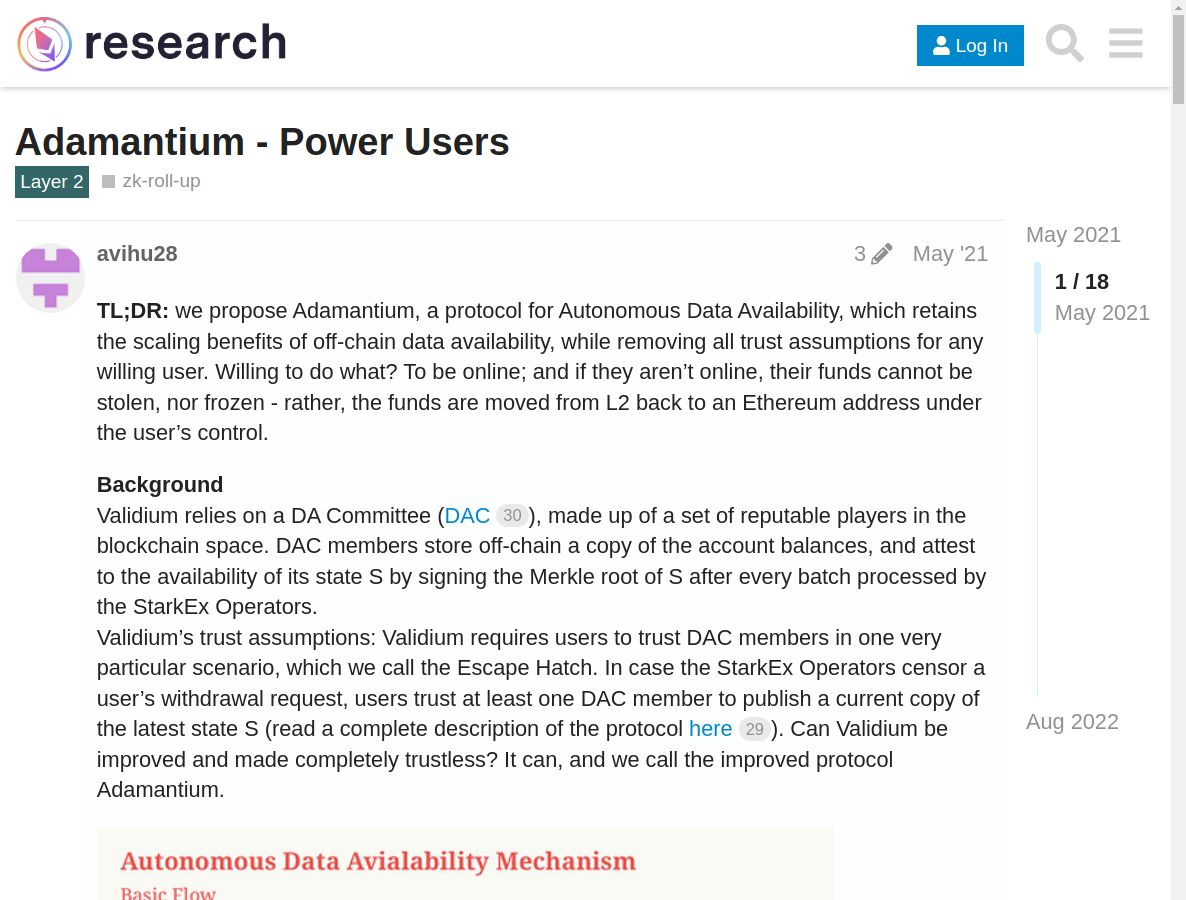 research
Log In
Adamantium - Power Users
Layer 2 zk-roll-up
May 2021
avihu28 3 May '21
1 / 18
May 2021
TL;DR: we propose Adamantium, a protocol for Autonomous Data Availability, which retains
the scaling benefits of off-chain data availability, while removing all trust assumptions for any
willing user. Willing to do what? To be online; and if they aren’t online, their funds cannot be
stolen, nor frozen - rather, the funds are moved from L2 back to an Ethereum address under
the user’s control.
Background
Validium relies on a DA Committee (DAC 30), made up of a set of reputable players in the
blockchain space. DAC members store off-chain a copy of the account balances, and attest
to the availability of its state S by signing the Merkle root of S after every batch processed by
the StarkEx Operators.
Validium’s trust assumptions: Validium requires users to trust DAC members in one very
particular scenario, which we call the Escape Hatch. In case the StarkEx Operators censor a
user’s withdrawal request, users trust at least one DAC member to publish a current copy of
the latest state S (read a complete description of the protocol here 29). Can Validium be
improved and made completely trustless? It can, and we call the improved protocol
Adamantium.
Aug 2022
Autonomous Data Avialability Mechanism
Basic Flow